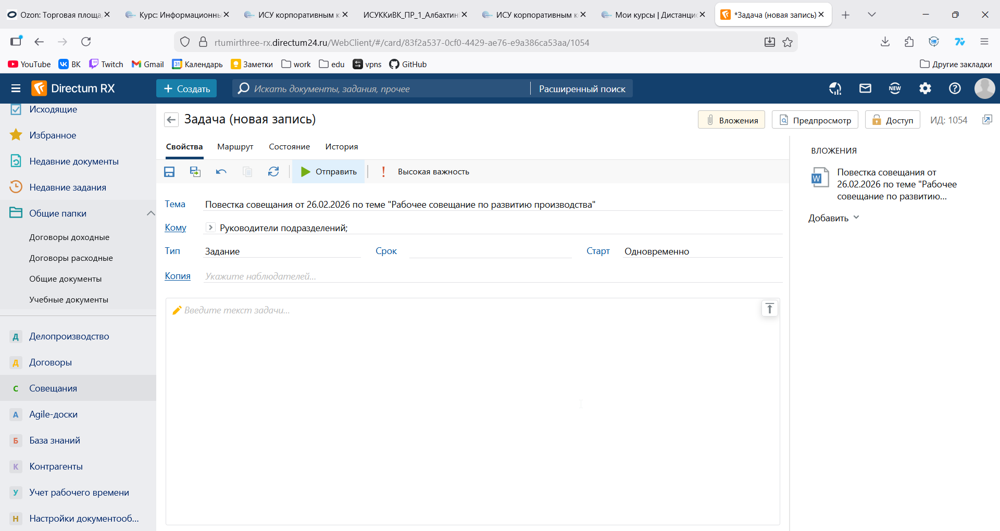 Ozon: Торговая площа
Курс: Информационнь
ИСУ корпоративным к
ИСУККиВК_ПР_1_Албахтин
ИСУ корпоративным к
Мои курсы | Дистанци
*Задача (новая запись)
rtumirthree-rx.directum24.ru/WebClient/#/card/83f2a537-0cf0-4429-ae76-e9a386ca53aa/1054
YouTube
ВК
Twitch
Gmail
31 Календарь
Заметки
work
edu
vpns
GitHub
Другие закладки
Directum RX
Создать
Искать документы, задания, прочее
Расширенный поиск
NEW
Исходящие
Избранное
Недавние документы
Недавние задания
Общие папки
Договоры доходные
Договоры расходные
Общие документы
Учебные документы
Д Делопроизводство
Д Договоры
С Совещания
A Agile-доски
Б База знаний
К Контрагенты
У Учет рабочего времени
Н Настройки документооб...
Задача (новая запись)
Вложения
Предпросмотр
Доступ
ИД: 1054
Свойства
Маршрут
Состояние
История
Отправить
Высокая важность
Тема Повестка совещания от 26.02.2026 по теме "Рабочее совещание по развитию производства"
Кому Руководители подразделений;
Тип Задание Срок Старт Одновременно
Копия Укажите наблюдателей...
Введите текст задачи...
ВЛОЖЕНИЯ
W
Повестка совещания от
26.02.2026 по теме "Рабочее
совещание по развитию...
Добавить